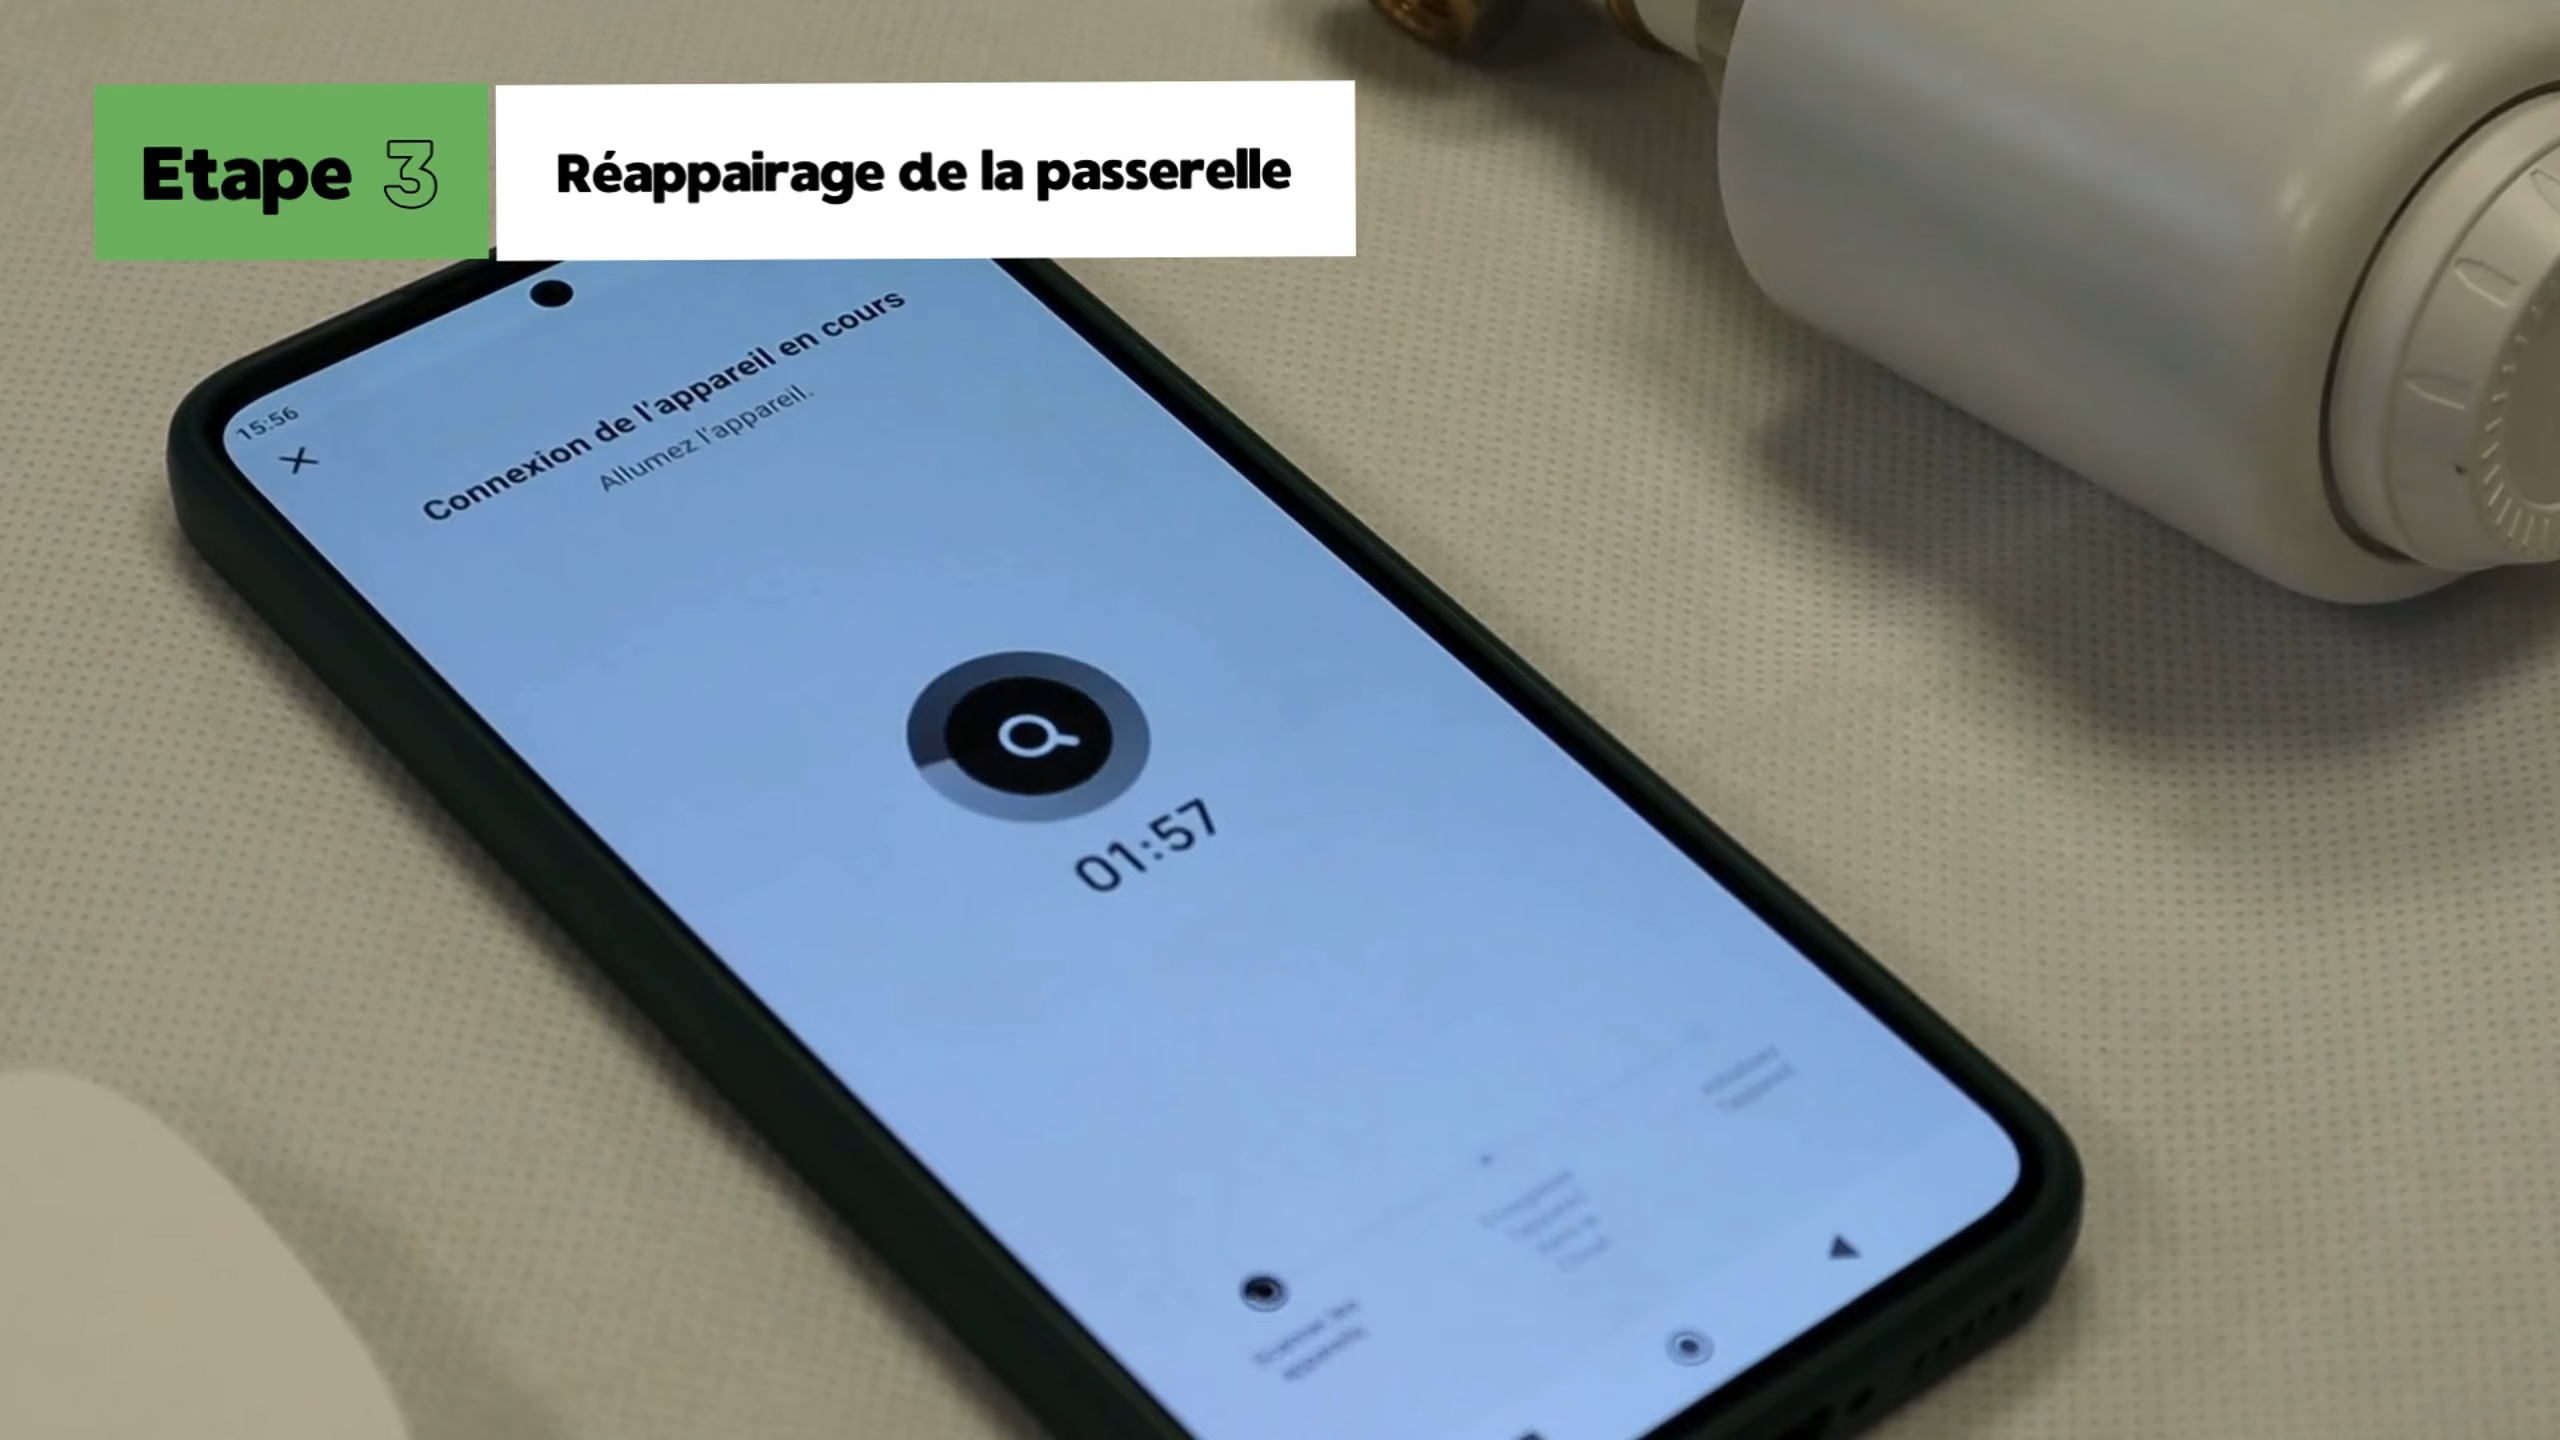 Etape 3
Réappairage de la passerelle
15:56
Connexion de l'appareil en cours
Allumez l'appareil.
01:57